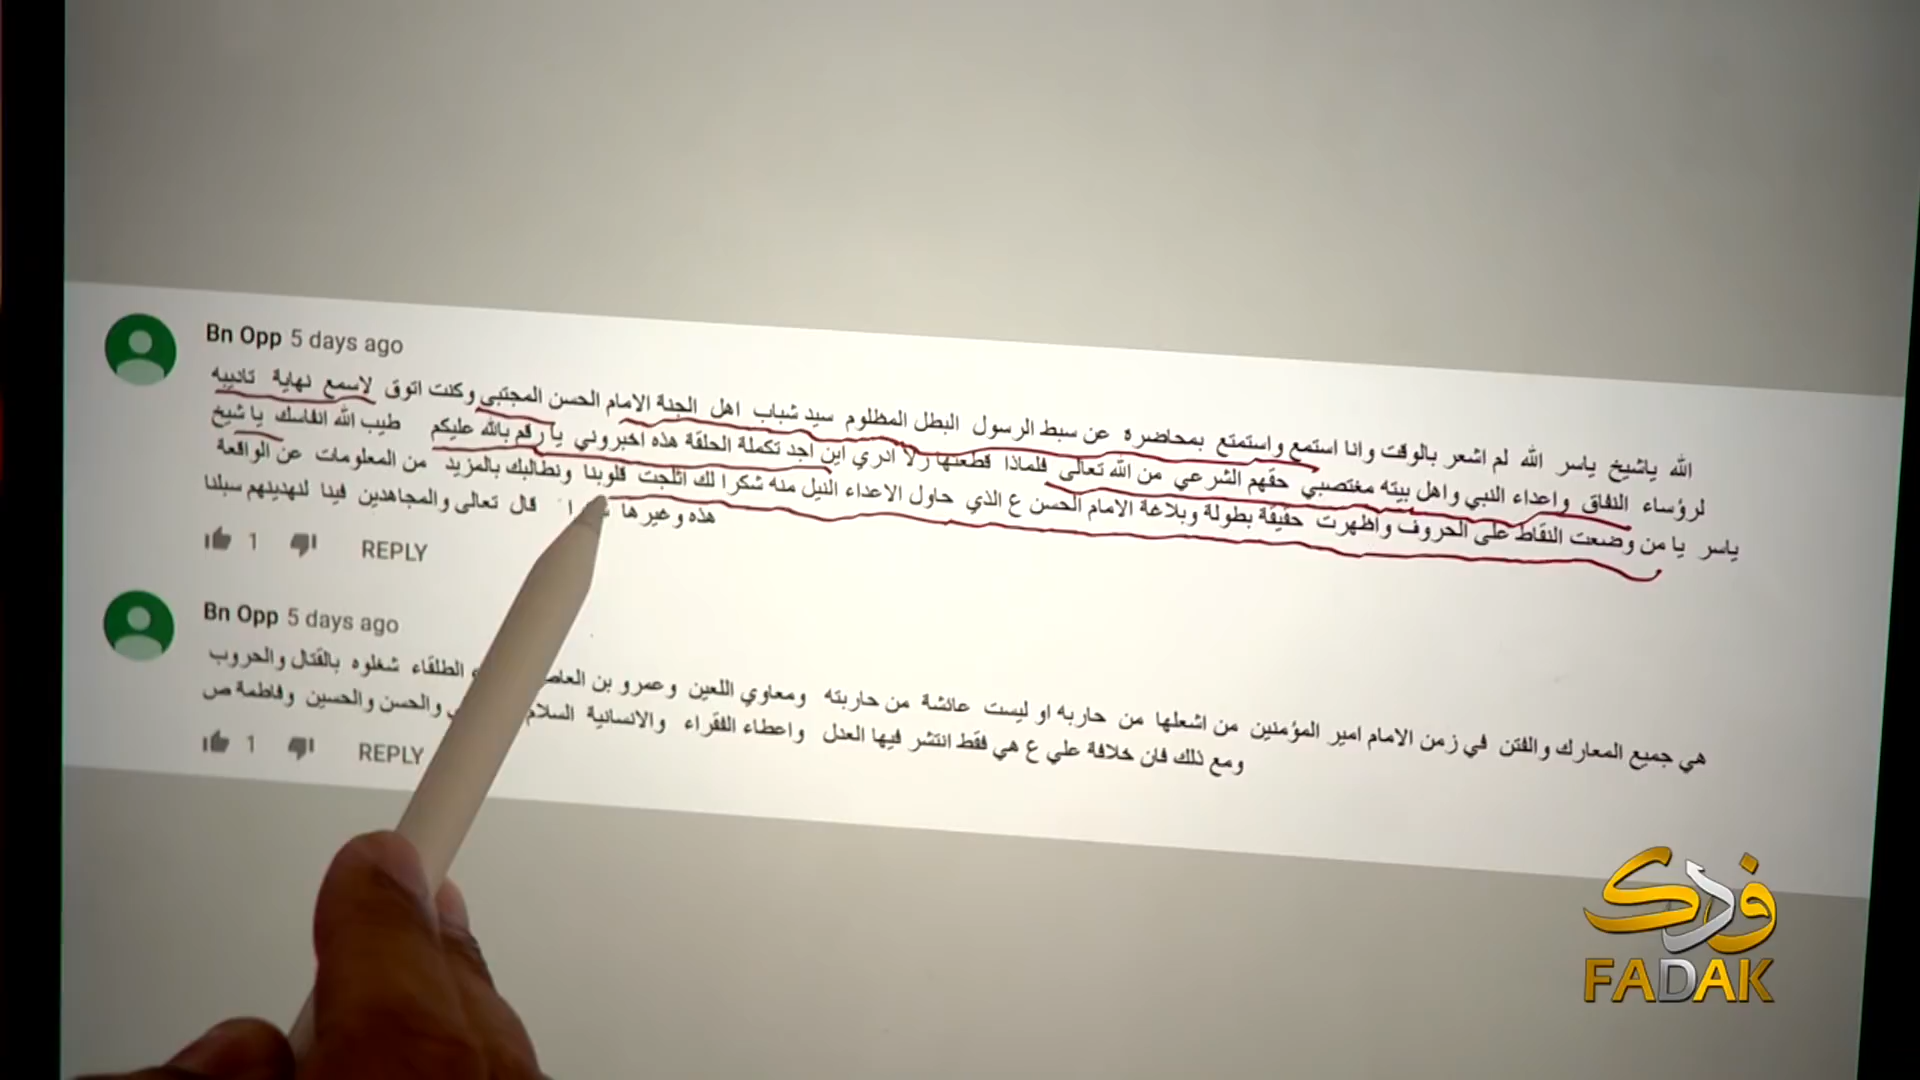 Bn Opp 5 days ago
الله ياشيخ ياسر الله لم اشعر بالوقت وانا استمع واستمتع بمحاضرة عن سبط الرسول البطل المظلوم سيد شباب اهل الجنة الامام الحسن المجتبى وكنت اتوق لاسمع نهاية تانيبه
لرؤساء النفاق واعداء النبي واهل بيته مغتصبي حقهم الشرعي من الله تعالى فلماذا قطعتها ادري اين اجد تكملة الحلقة هذه اخبروني يا رقم بالله عليكم طيب الله انفاسك يا شيخ
ياسر يا من وضعت النقاط على الحروف واظهرت حقيقة بطولة وبلاغة الامام الحسن ع الذي حاول الاعداء النيل منه شكرا لك اثلجت قلوبنا ونطالبك بالمزيد من المعلومات عن الواقعة
هذه وغيرها قال تعالى والمجاهدين فينا لنهدينهم سبلنا
1 REPLY
Bn Opp 5 days ago
هي جميع المعارك والفتن في زمن الامام امير المؤمنين من اشعلها من حاربه او ليست عائشة من حاربته ومعاوي اللعين وعمرو بن العاص الطلقاء شغلوه بالقتال والحروب
ومع ذلك فان خلافة علي ع هي فقط انتشر فيها العدل واعطاء الفقراء والانسانية السلام والحسن والحسين وفاطمة ص
1 REPLY
فدك
FADAK